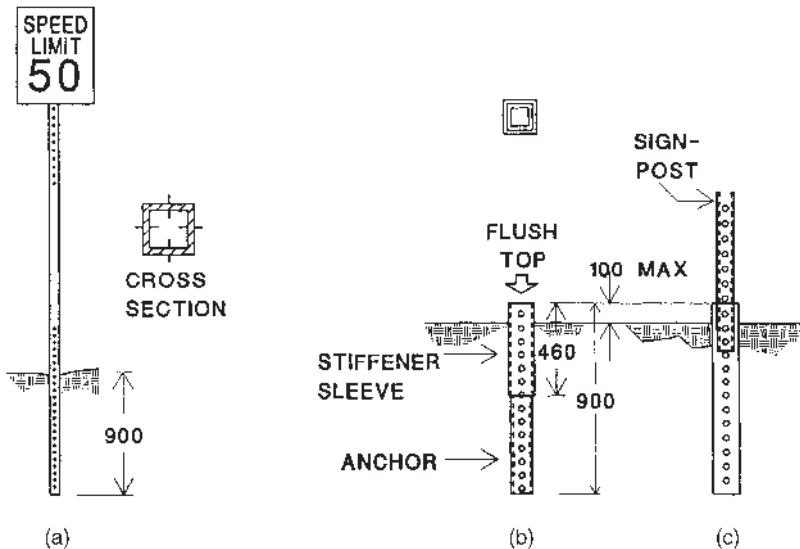 SPEED
LIMIT
50
CROSS
SECTION
900
(a)
FLUSH
TOP
STIFFENER
SLEEVE
ANCHOR
460
900
(b)
SIGN-
POST
100 MAX
(c)